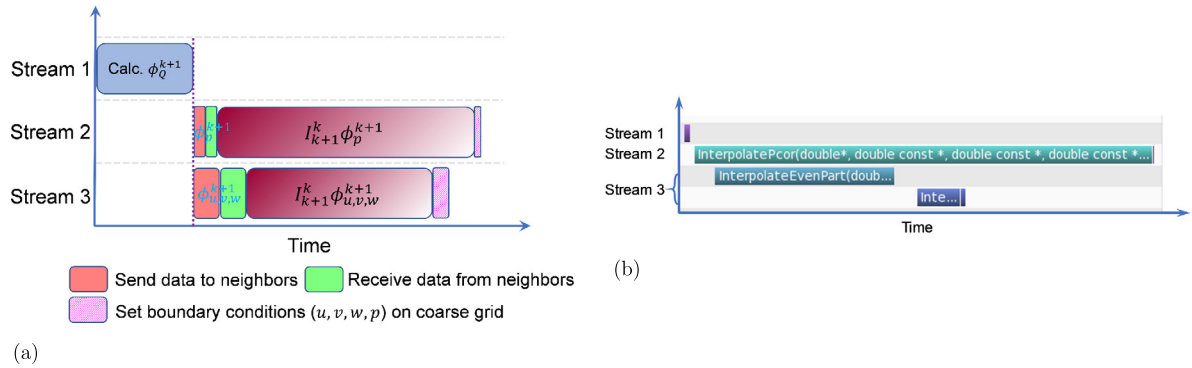 Stream 1
Calc. ϕ_Q^{k+1}
Stream 2
ϕ_p^{k+1}
I_{k+1}^k ϕ_p^{k+1}
Stream 3
ϕ_{u,v,w}^{k+1}
I_{k+1}^k ϕ_{u,v,w}^{k+1}
Time
Send data to neighbors
Receive data from neighbors
Set boundary conditions (u, v, w, p) on coarse grid
(a)
Stream 1
Stream 2
InterpolatePcor(double*, double const *, double const *, double const *...
Stream 3
InterpolateEvenPart(doub...
Inte...
Time
(b)